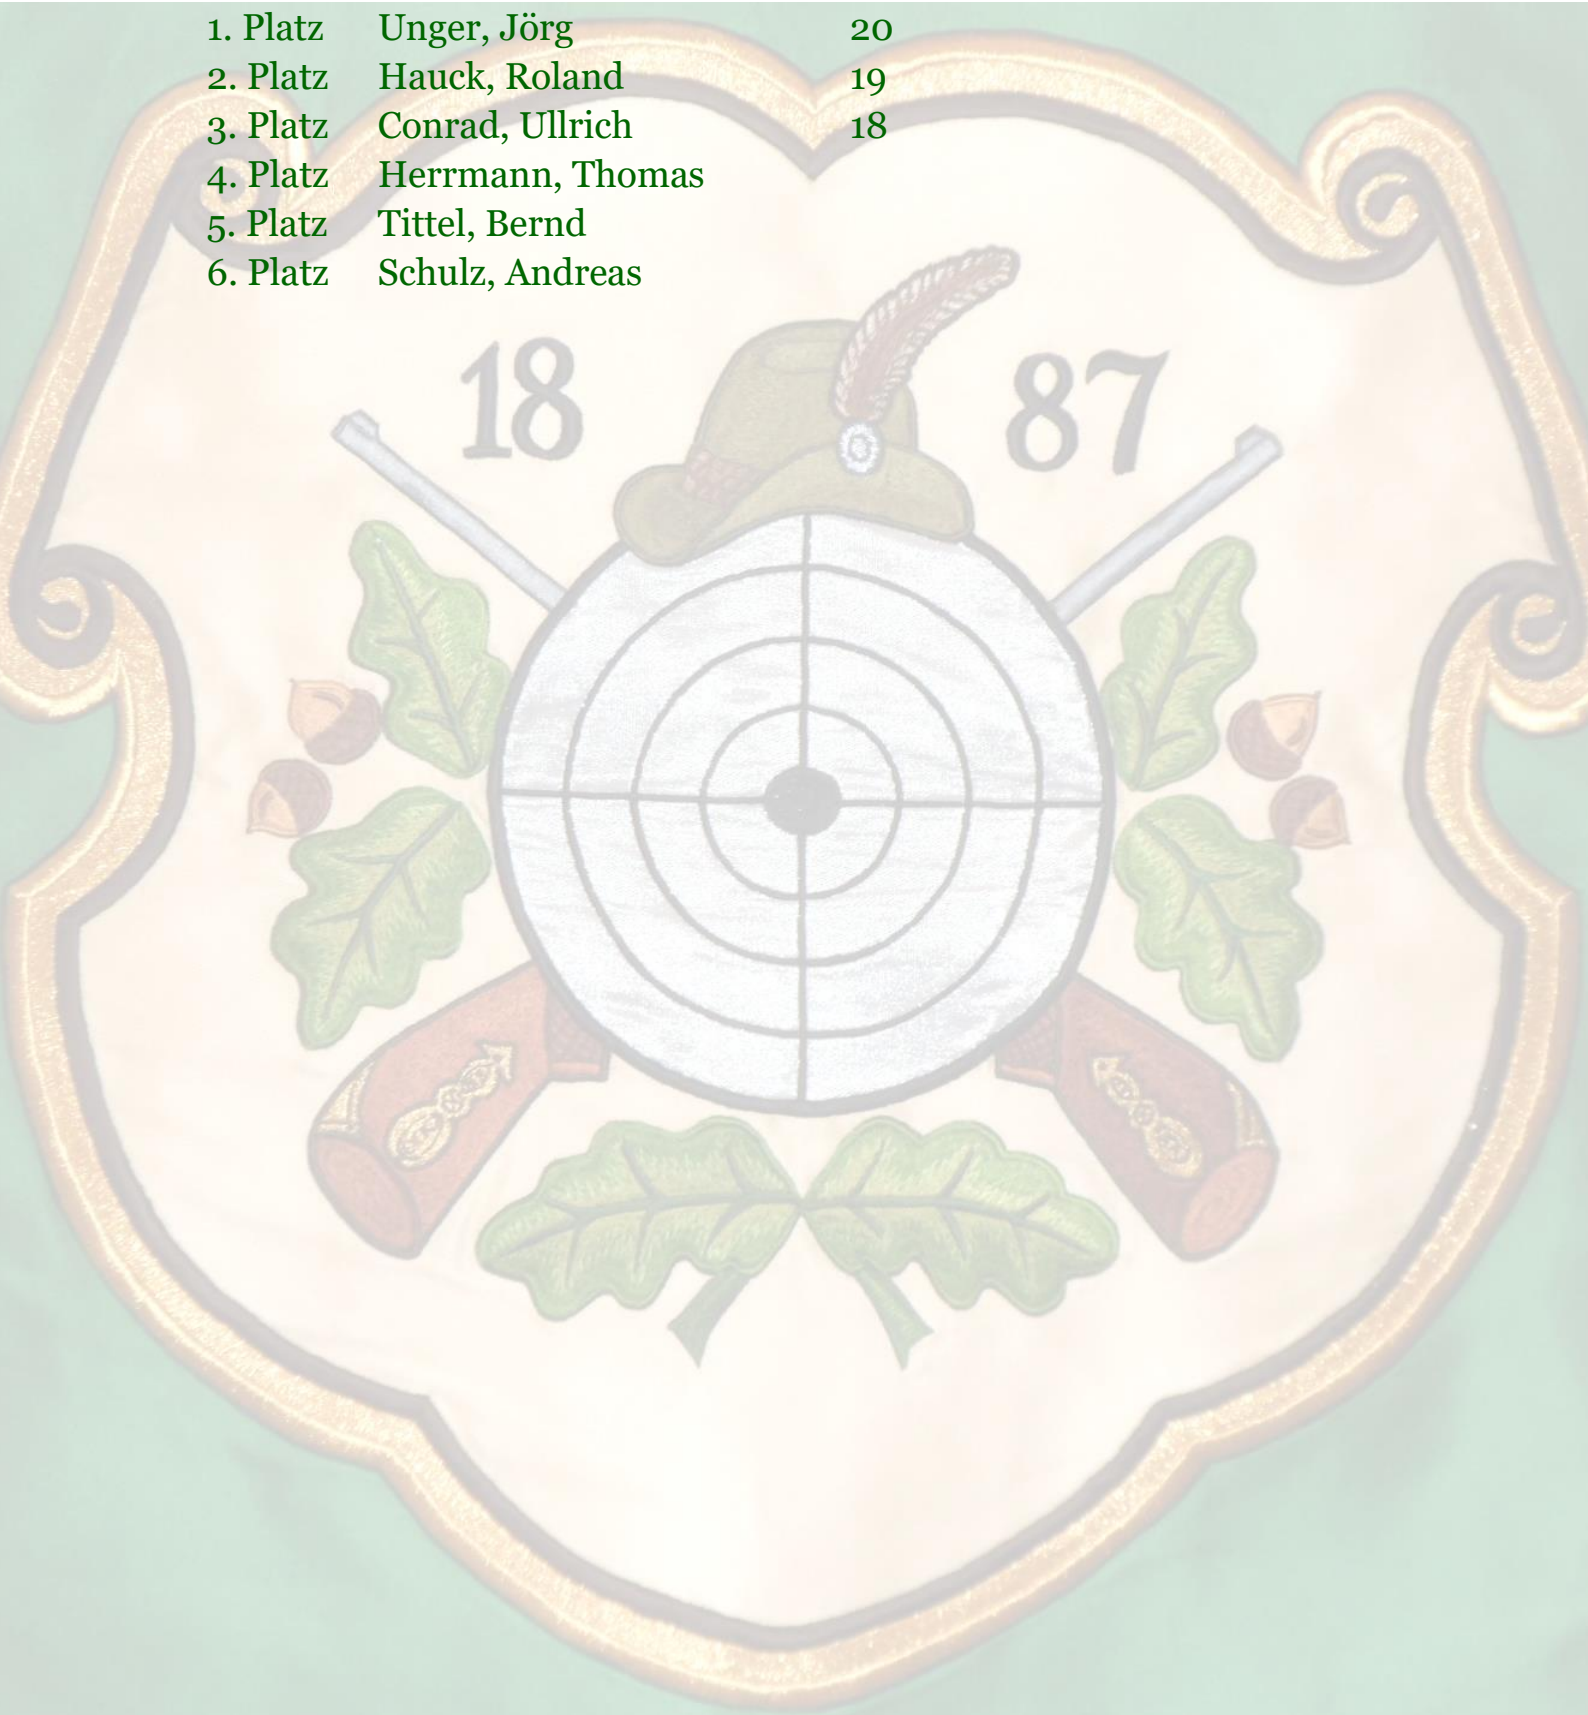 1. Platz Unger, Jörg 20
2. Platz Hauck, Roland 19
3. Platz Conrad, Ullrich 18
4. Platz Herrmann, Thomas
5. Platz Tittel, Bernd
6. Platz Schulz, Andreas
18 87